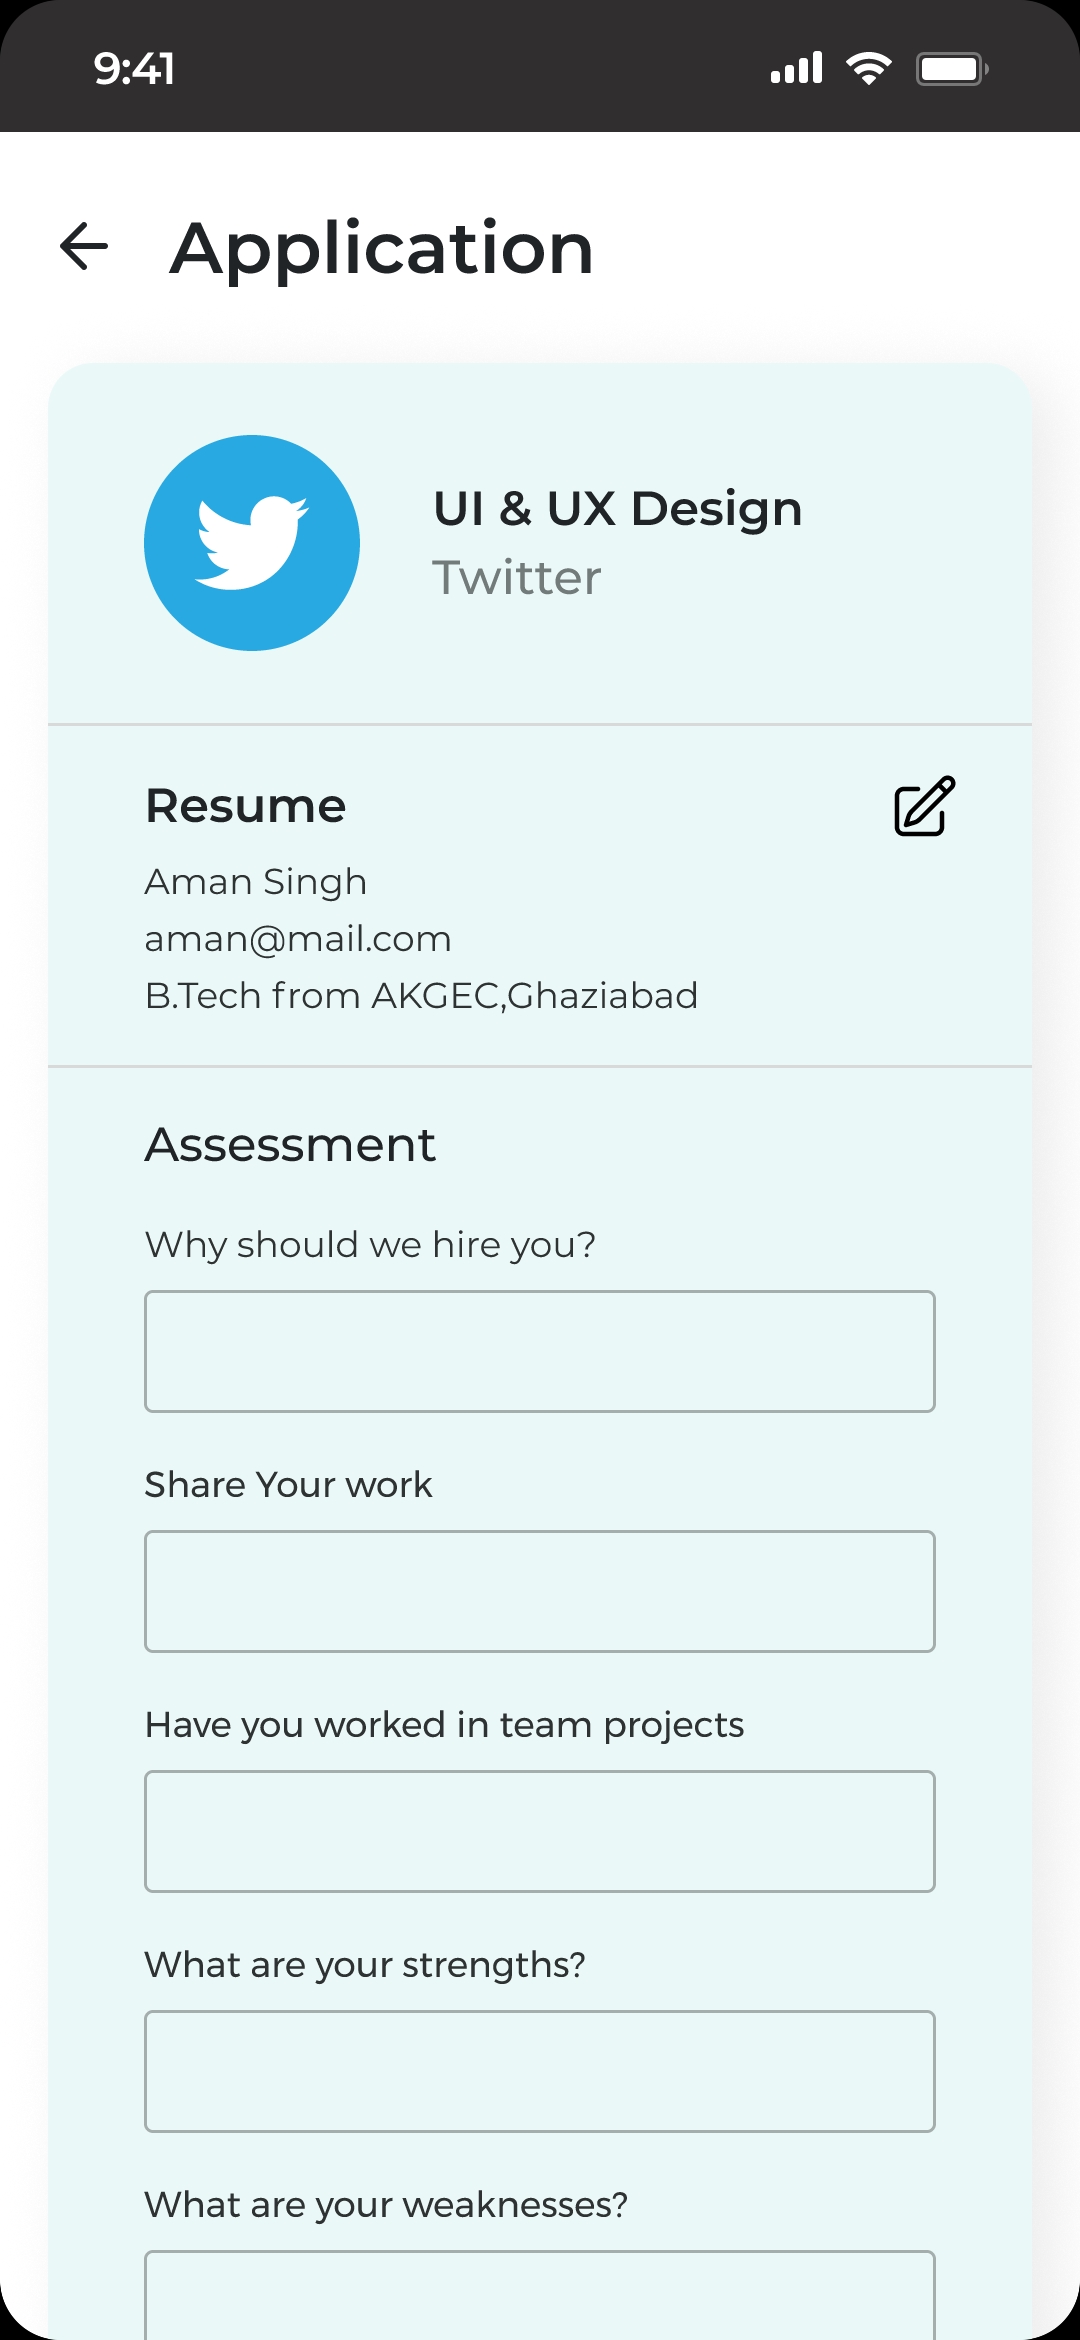 9:41
Application
UI & UX Design
Twitter
Resume
Aman Singh
aman@mail.com
B.Tech from AKGEC,Ghaziabad
Assessment
Why should we hire you?
Share Your work
Have you worked in team projects
What are your strengths?
What are your weaknesses?